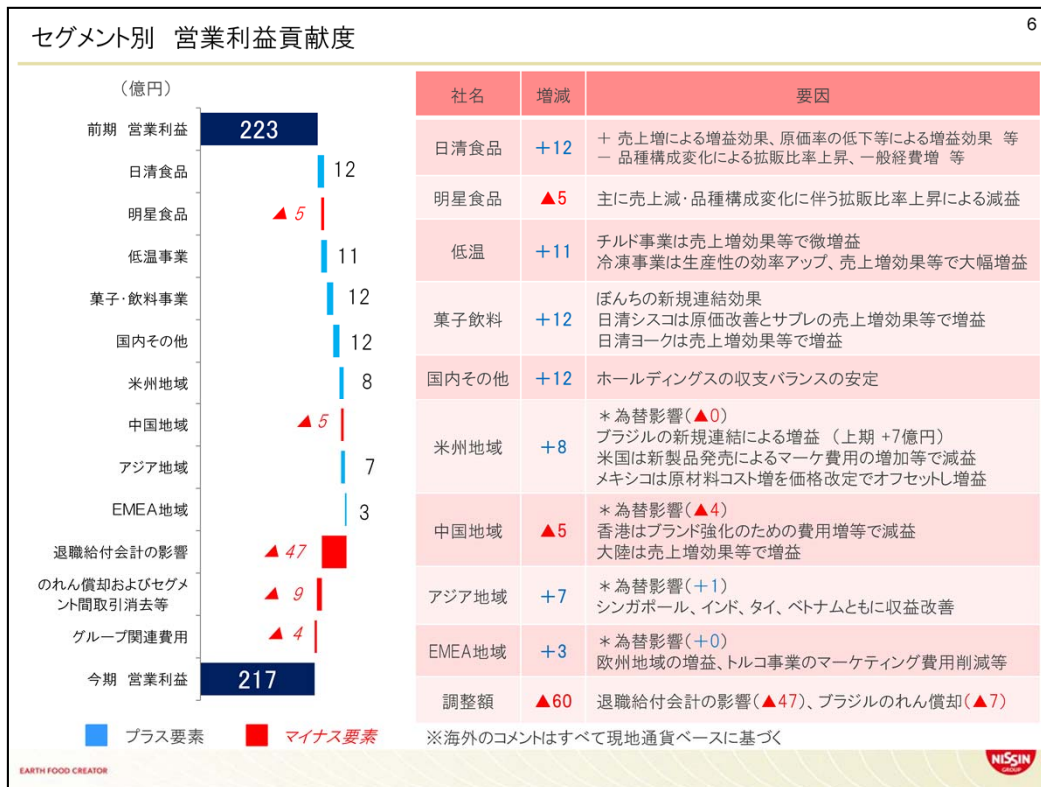 6
セグメント別 営業利益貢献度
（億円）
前期 営業利益 223
日清食品 12
明星食品 ▲ 5
低温事業 11
菓子・飲料事業 12
国内その他 12
米州地域 8
中国地域 ▲ 5
アジア地域 7
EMEA地域 3
退職給付会計の影響 ▲ 47
のれん償却およびセグメ
ント間取引消去等 ▲ 9
グループ関連費用 ▲ 4
今期 営業利益 217
プラス要素 マイナス要素
社名 増減 要因
日清食品 +12
＋ 売上増による増益効果、原価率の低下等による増益効果 等
－ 品種構成変化による拡販比率上昇、一般経費増 等
明星食品 ▲5 主に売上減・品種構成変化に伴う拡販比率上昇による減益
低温 +11
チルド事業は売上増効果等で微増益
冷凍事業は生産性の効率アップ、売上増効果等で大幅増益
菓子飲料 +12
ぼんちの新規連結効果
日清シスコは原価改善とサブレの売上増効果等で増益
日清ヨークは売上増効果等で増益
国内その他 +12 ホールディングスの収支バランスの安定
米州地域 +8
＊為替影響(▲0)
ブラジルの新規連結による増益 （上期 +7億円）
米国は新製品発売によるマーケ費用の増加等で減益
メキシコは原材料コスト増を価格改定でオフセットし増益
中国地域 ▲5
＊為替影響(▲4)
香港はブランド強化のための費用増等で減益
大陸は売上増効果等で増益
アジア地域 +7
＊為替影響(+1)
シンガポール、インド、タイ、ベトナムともに収益改善
EMEA地域 +3
＊為替影響(+0)
欧州地域の増益、トルコ事業のマーケティング費用削減等
調整額 ▲60 退職給付会計の影響(▲47)、ブラジルのれん償却(▲7)
※海外のコメントはすべて現地通貨ベースに基づく
EARTH FOOD CREATOR
NISSIN
GROUP